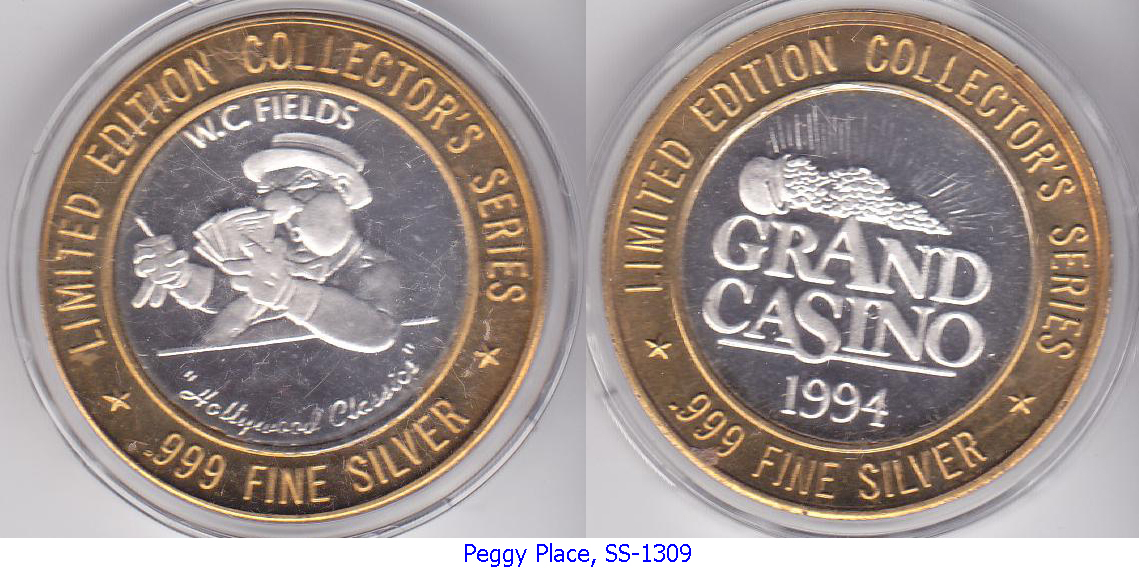 LIMITED EDITION COLLECTOR'S SERIES
W.C. FIELDS
"Hollywood Classics"
.999 FINE SILVER
LIMITED EDITION COLLECTOR'S SERIES
GRAND
CASINO
1994
.999 FINE SILVER
Peggy Place, SS-1309